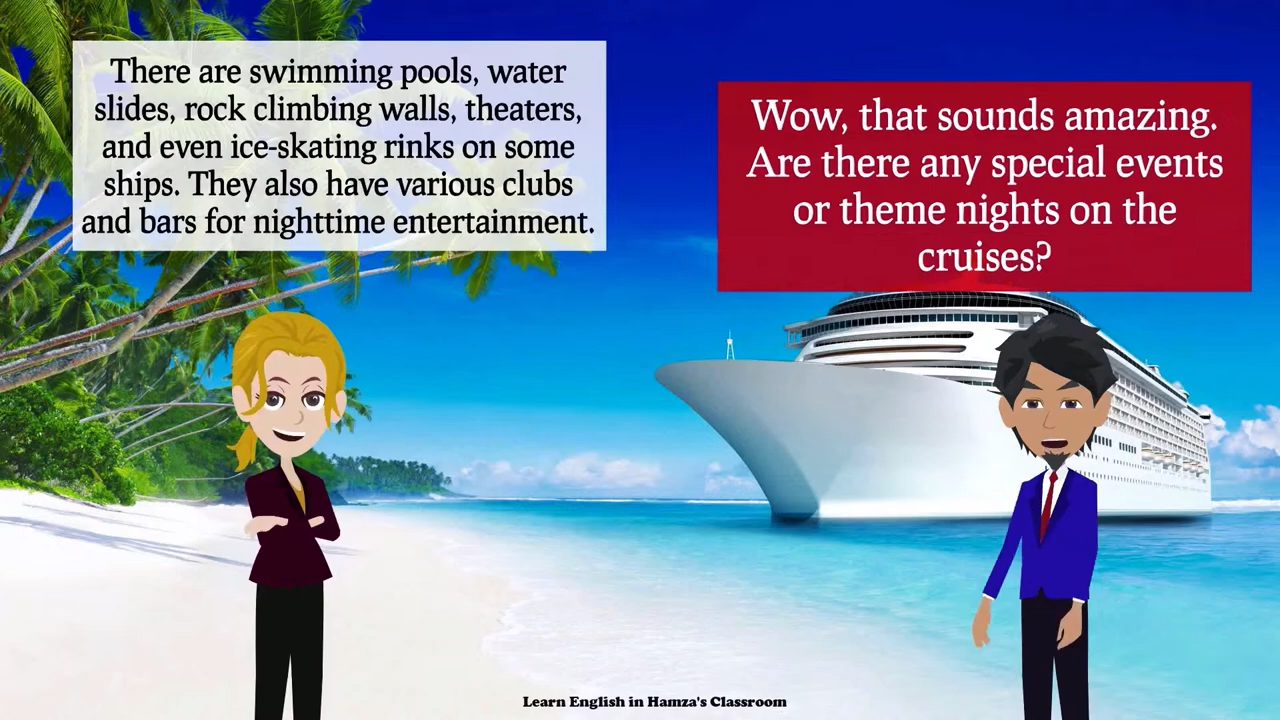 There are swimming pools, water
slides, rock climbing walls, theaters,
and even ice-skating rinks on some
ships. They also have various clubs
and bars for nighttime entertainment.
Wow, that sounds amazing.
Are there any special events
or theme nights on the
cruises?
Learn English in Hamza's Classroom